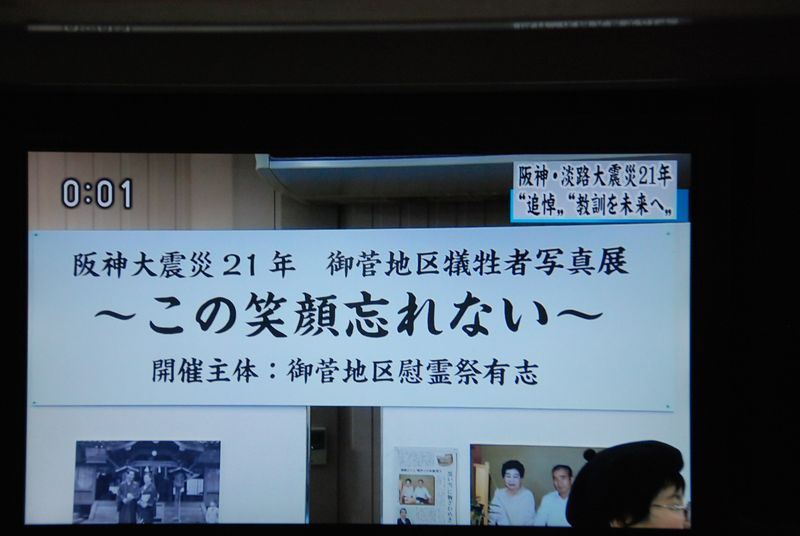 0:01
阪神・淡路大震災21年
“追悼„“教訓を未来へ„
阪神大震災21年 御菅地区犠牲者写真展
～この笑顔忘れない～
開催主体：御菅地区慰霊祭有志